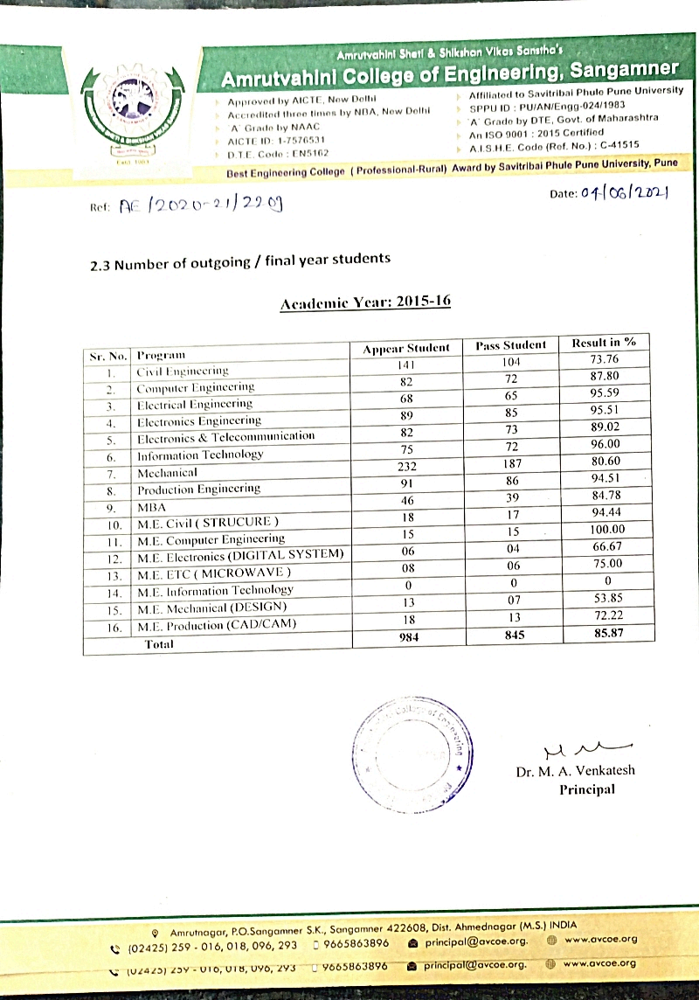 Amrutvahini Sheti & Shikshan Vikas Sanstha's
Amrutvahini College of Engineering, Sangamner
Approved by AICTE, New Delhi
Accredited three times by NBA, New Delhi
'A' Grade by NAAC
AICTE ID: 1-7576531
D.T.E. Code : EN5162
Affiliated to Savitribai Phule Pune University
SPPU ID : PU/AN/Engg-024/1983
'A' Grade by DTE, Govt. of Maharashtra
An ISO 9001 : 2015 Certified
A.I.S.H.E. Code (Ref. No.) : C-41515
Estd. 1983
Best Engineering College ( Professional-Rural) Award by Savitribai Phule Pune University, Pune
Ref: AE/2020-21/2209
Date: 04/06/2021
2.3 Number of outgoing / final year students
Academic Year: 2015-16
Sr. No. Program Appear Student Pass Student Result in %
1. Civil Engineering 141 104 73.76
2. Computer Engineering 82 72 87.80
3. Electrical Engineering 68 65 95.59
4. Electronics Engineering 89 85 95.51
5. Electronics & Telecommunication 82 73 89.02
6. Information Technology 75 72 96.00
7. Mechanical 232 187 80.60
8. Production Engineering 91 86 94.51
9. MBA 46 39 84.78
10. M.E. Civil ( STRUCURE ) 18 17 94.44
11. M.E. Computer Engineering 15 15 100.00
12. M.E. Electronics (DIGITAL SYSTEM) 06 04 66.67
13. M.E. ETC ( MICROWAVE ) 08 06 75.00
14. M.E. Information Technology 0 0 0
15. M.E. Mechanical (DESIGN) 13 07 53.85
16. M.E. Production (CAD/CAM) 18 13 72.22
Total 984 845 85.87
College of Engineering
Dr. M. A. Venkatesh
Principal
Amrutnagar, P.O.Sangamner S.K., Sangamner 422608, Dist. Ahmednagar (M.S.) INDIA
(02425) 259 - 016, 018, 096, 293 9665863896 principal@avcoe.org. www.avcoe.org
(02425) 259 - 016, 018, 096, 293 9665863896 principal@avcoe.org. www.avcoe.org